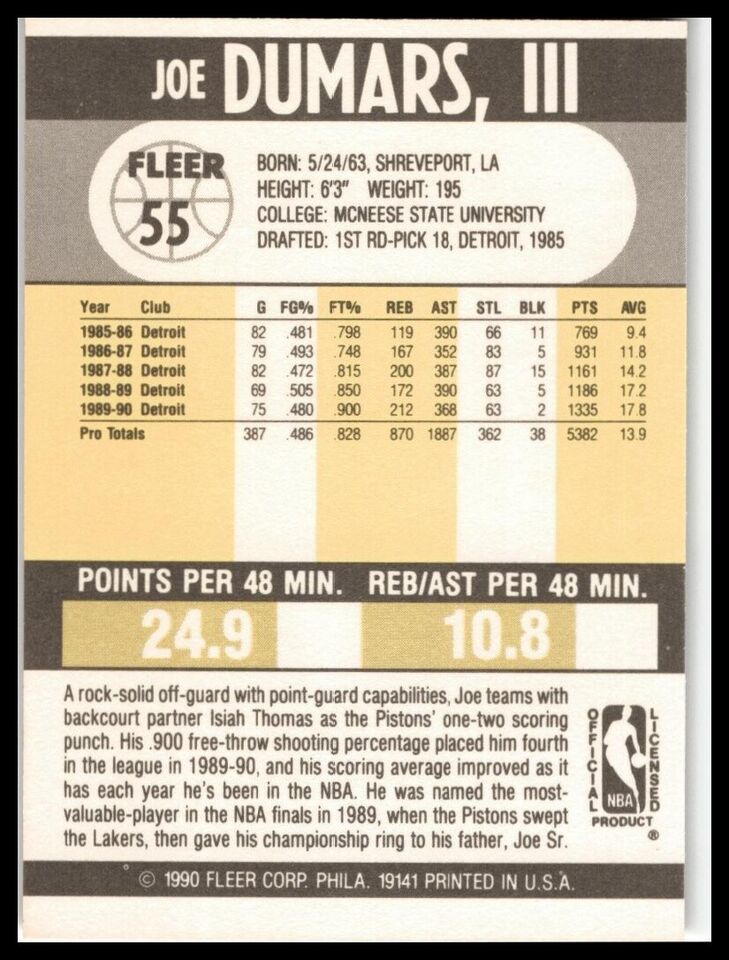 JOE DUMARS, III
FLEER
55
BORN: 5/24/63, SHREVEPORT, LA
HEIGHT: 6'3" WEIGHT: 195
COLLEGE: MCNEESE STATE UNIVERSITY
DRAFTED: 1ST RD-PICK 18, DETROIT, 1985
Year Club G FG% FT% REB AST STL BLK PTS AVG
1985-86 Detroit 82 .481 .798 119 390 66 11 769 9.4
1986-87 Detroit 79 .493 .748 167 352 83 5 931 11.8
1987-88 Detroit 82 .472 .815 200 387 87 15 1161 14.2
1988-89 Detroit 69 .505 .850 172 390 63 5 1186 17.2
1989-90 Detroit 75 .480 .900 212 368 63 2 1335 17.8
Pro Totals 387 .486 .828 870 1887 362 38 5382 13.9
POINTS PER 48 MIN. REB/AST PER 48 MIN.
24.9 10.8
A rock-solid off-guard with point-guard capabilities, Joe teams with
backcourt partner Isiah Thomas as the Pistons' one-two scoring
punch. His .900 free-throw shooting percentage placed him fourth
in the league in 1989-90, and his scoring average improved as it
has each year he's been in the NBA. He was named the most-
valuable-player in the NBA finals in 1989, when the Pistons swept
the Lakers, then gave his championship ring to his father, Joe Sr.
OFFICIAL
LICENSED
NBA
PRODUCT
®
© 1990 FLEER CORP. PHILA. 19141 PRINTED IN U.S.A.